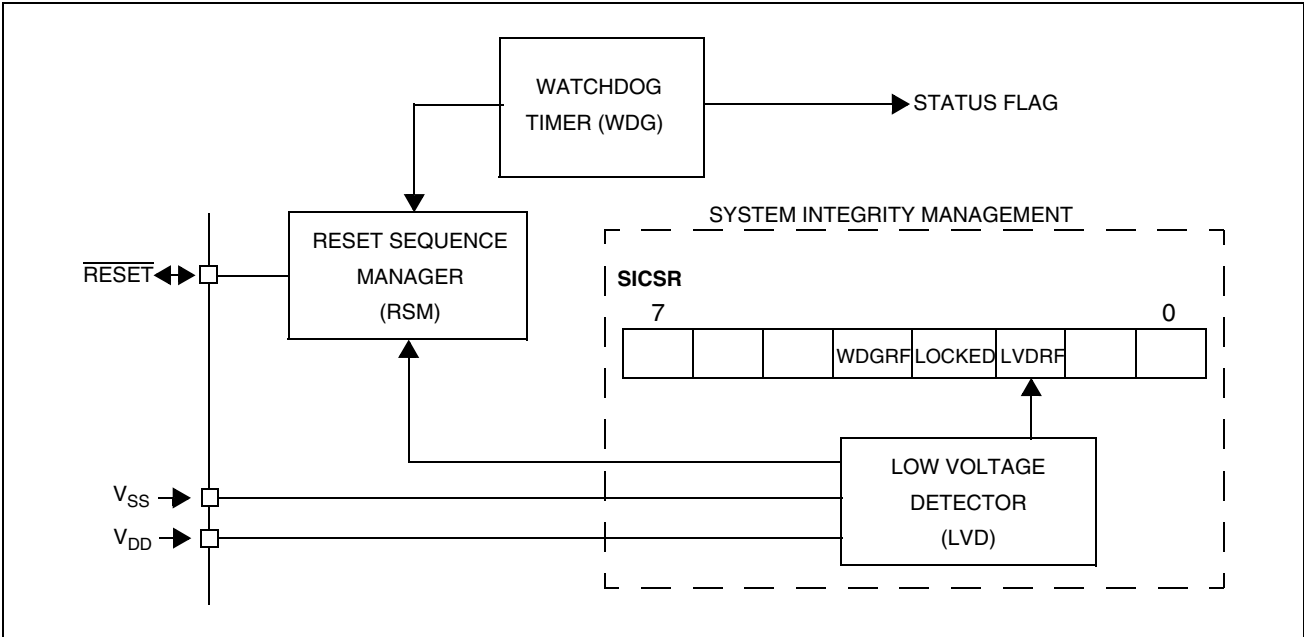 WATCHDOG
TIMER (WDG)
STATUS FLAG
RESET SEQUENCE
MANAGER
(RSM)
RESET
SYSTEM INTEGRITY MANAGEMENT
SICSR
7 0
WDGRF LOCKED LVDRF
LOW VOLTAGE
DETECTOR
(LVD)
VSS
VDD